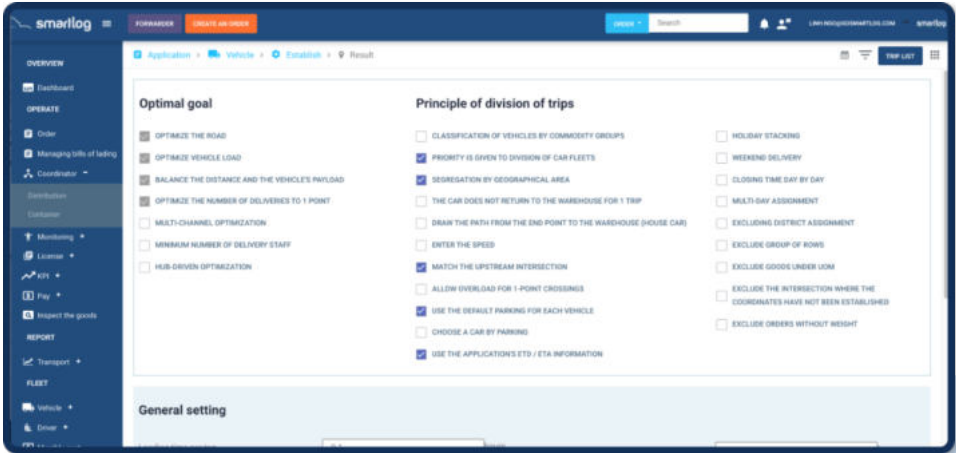 smartlog
FORWARDER
CREATE AN ORDER
ORDER
Search
smartlog
OVERVIEW
Dashboard
OPERATE
Order
Managing bills of lading
Coordinator
Distribution
Container
Monitoring
License
KPI
Pay
Inspect the goods
REPORT
Transport
FLEET
Vehicle
Driver
Application > Vehicle > Establish > Result
TRIP LIST
Optimal goal
OPTIMIZE THE ROAD
OPTIMIZE VEHICLE LOAD
BALANCE THE DISTANCE AND THE VEHICLE'S PAYLOAD
OPTIMIZE THE NUMBER OF DELIVERIES TO 1 POINT
MULTI-CHANNEL OPTIMIZATION
MINIMUM NUMBER OF DELIVERY STAFF
HUB-DRIVEN OPTIMIZATION
Principle of division of trips
CLASSIFICATION OF VEHICLES BY COMMODITY GROUPS
PRIORITY IS GIVEN TO DIVISION OF CAR FLEETS
SEGREGATION BY GEOGRAPHICAL AREA
THE CAR DOES NOT RETURN TO THE WAREHOUSE FOR 1 TRIP
DRAW THE PATH FROM THE END POINT TO THE WAREHOUSE (HOUSE CAR)
ENTER THE SPEED
MATCH THE UPSTREAM INTERSECTION
ALLOW OVERLOAD FOR 1-POINT CROSSINGS
USE THE DEFAULT PARKING FOR EACH VEHICLE
CHOOSE A CAR BY PARKING
USE THE APPLICATION'S ETD / ETA INFORMATION
HOLIDAY STACKING
WEEKEND DELIVERY
CLOSING TIME DAY BY DAY
MULTI-DAY ASSIGNMENT
EXCLUDING DISTRICT ASSIGNMENT
EXCLUDE GROUP OF ROWS
EXCLUDE GOODS UNDER UOM
EXCLUDE THE INTERSECTION WHERE THE
COORDINATES HAVE NOT BEEN ESTABLISHED
EXCLUDE ORDERS WITHOUT WEIGHT
General setting